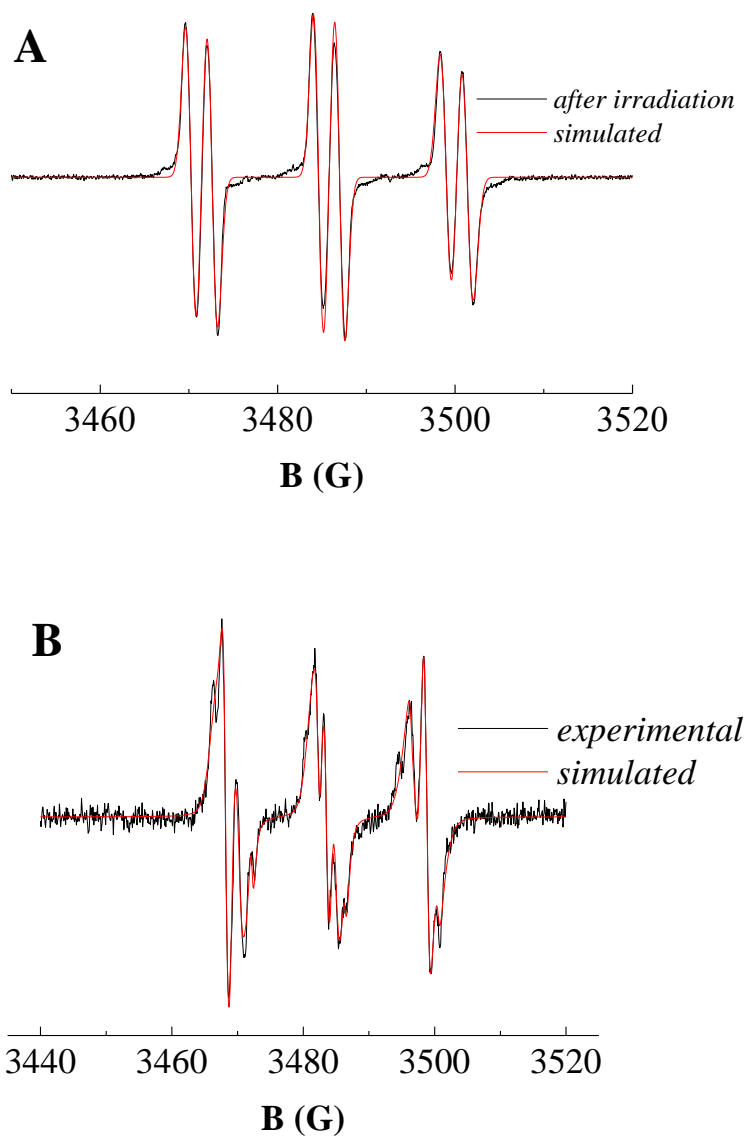 A
after irradiation
simulated
3460 3480 3500 3520
B (G)
B
experimental
simulated
3440 3460 3480 3500 3520
B (G)